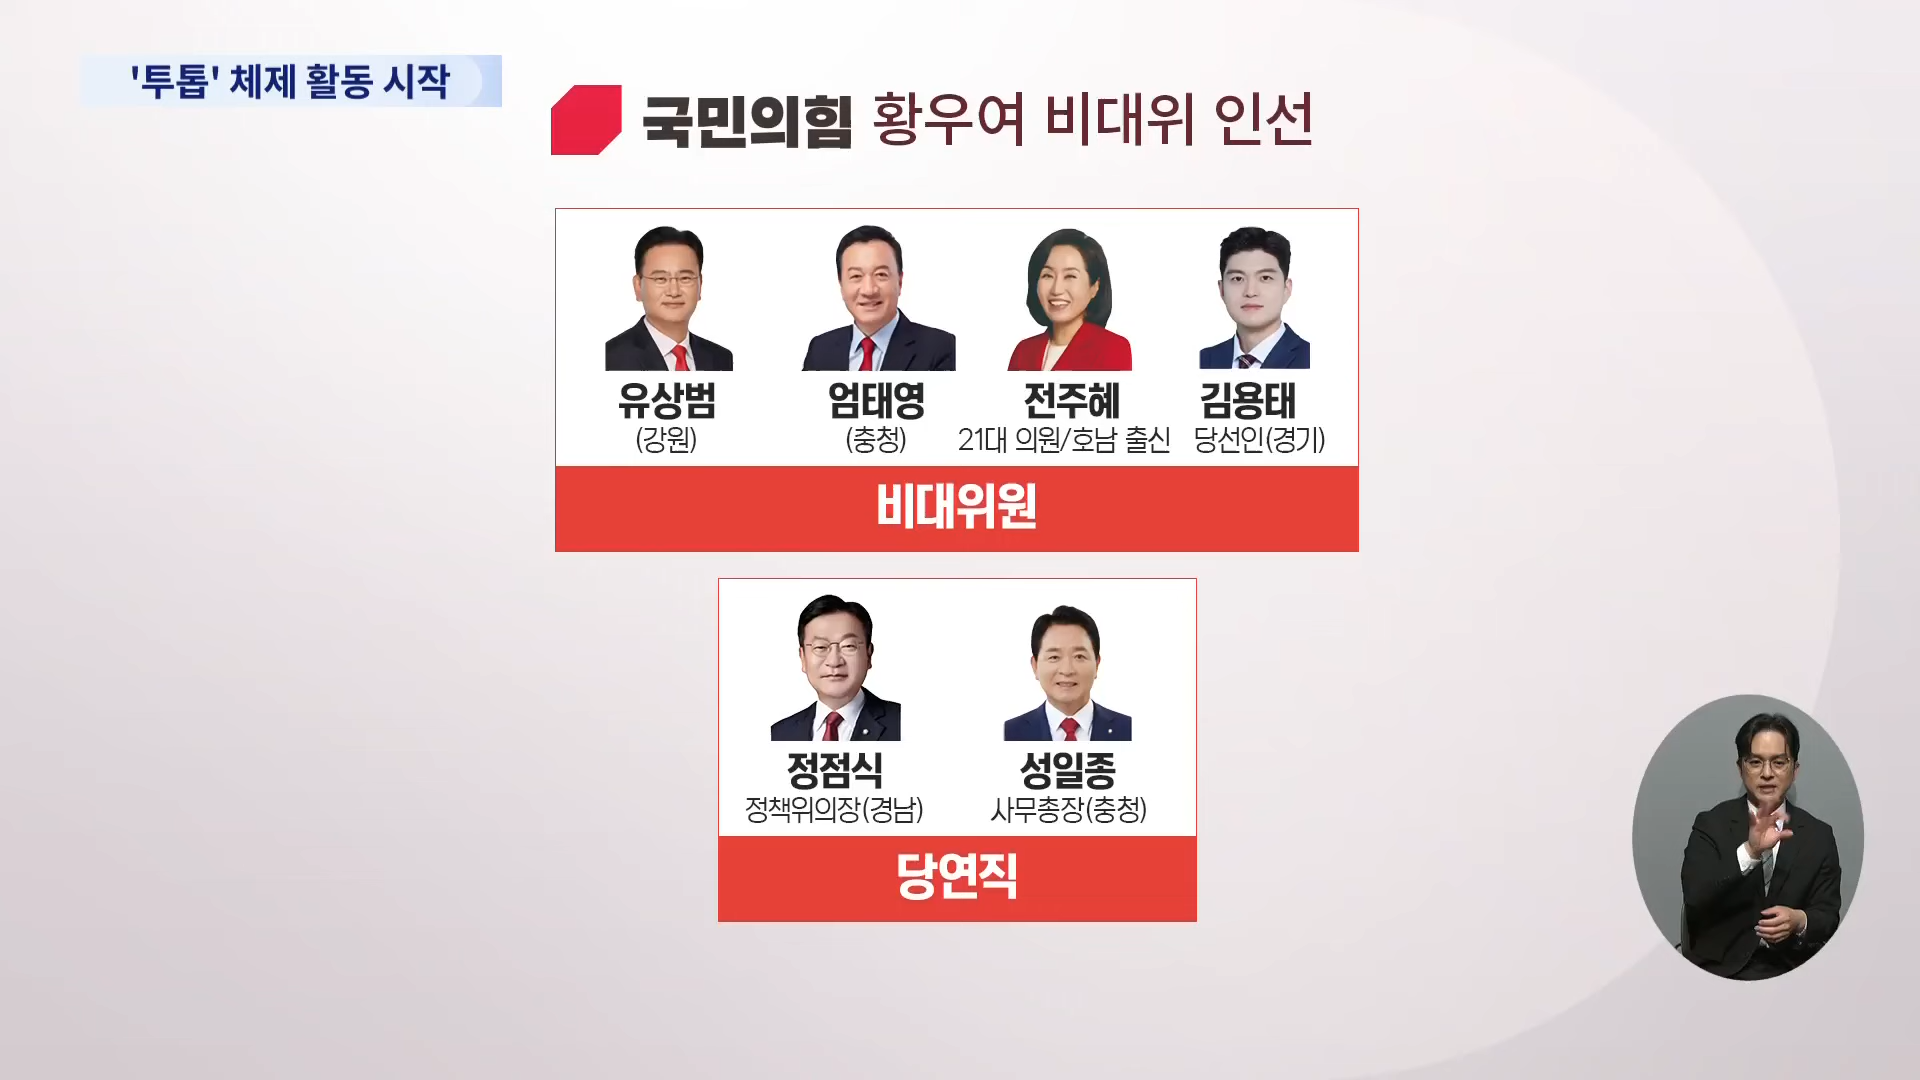 '투톱' 체제 활동 시작
국민의힘 황우여 비대위 인선
유상범 엄태영 전주혜 김용태
(강원) (충청) 21대 의원/호남 출신 당선인(경기)
비대위원
정점식 성일종
정책위의장(경남) 사무총장(충청)
당연직